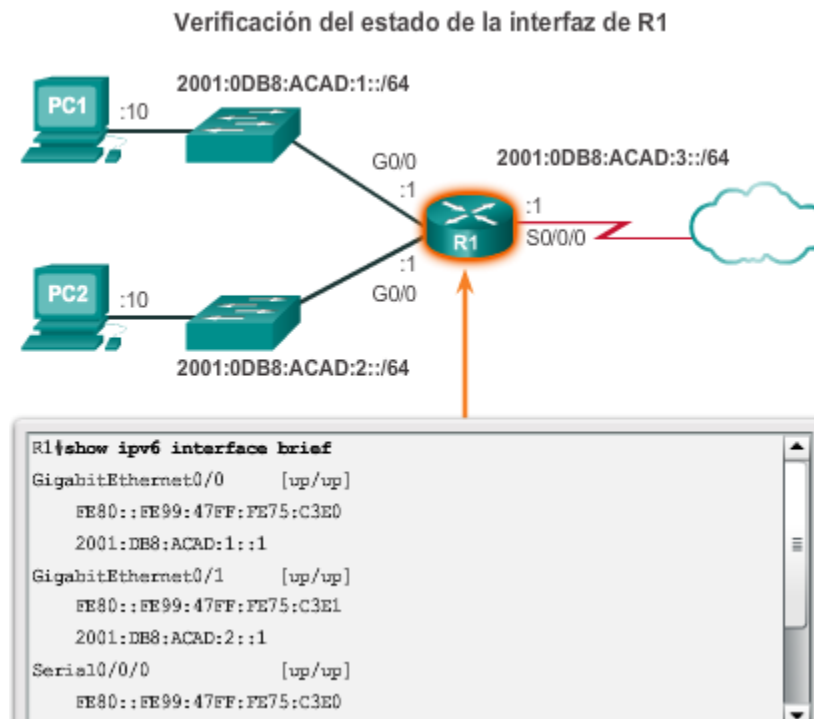 Verificación del estado de la interfaz de R1
2001:0DB8:ACAD:1::/64
PC1
:10
G0/0
:1
2001:0DB8:ACAD:3::/64
:1
R1
S0/0/0
:1
G0/0
PC2
:10
2001:0DB8:ACAD:2::/64
R1#show ipv6 interface brief
GigabitEthernet0/0 [up/up]
FE80::FE99:47FF:FE75:C3E0
2001:DB8:ACAD:1::1
GigabitEthernet0/1 [up/up]
FE80::FE99:47FF:FE75:C3E1
2001:DB8:ACAD:2::1
Serial0/0/0 [up/up]
FE80::FE99:47FF:FE75:C3E0